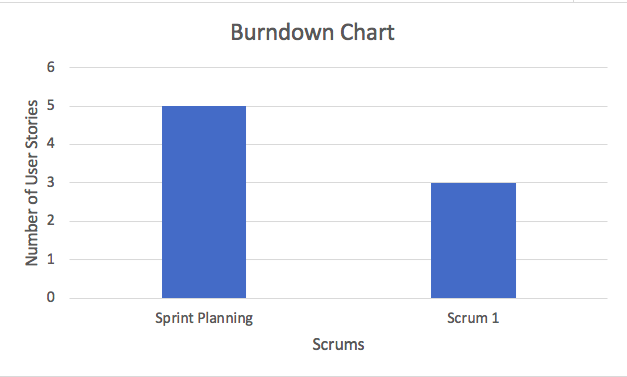 Burndown Chart
6
5
4
3
2
1
0
Number of User Stories
Sprint Planning
Scrum 1
Scrums